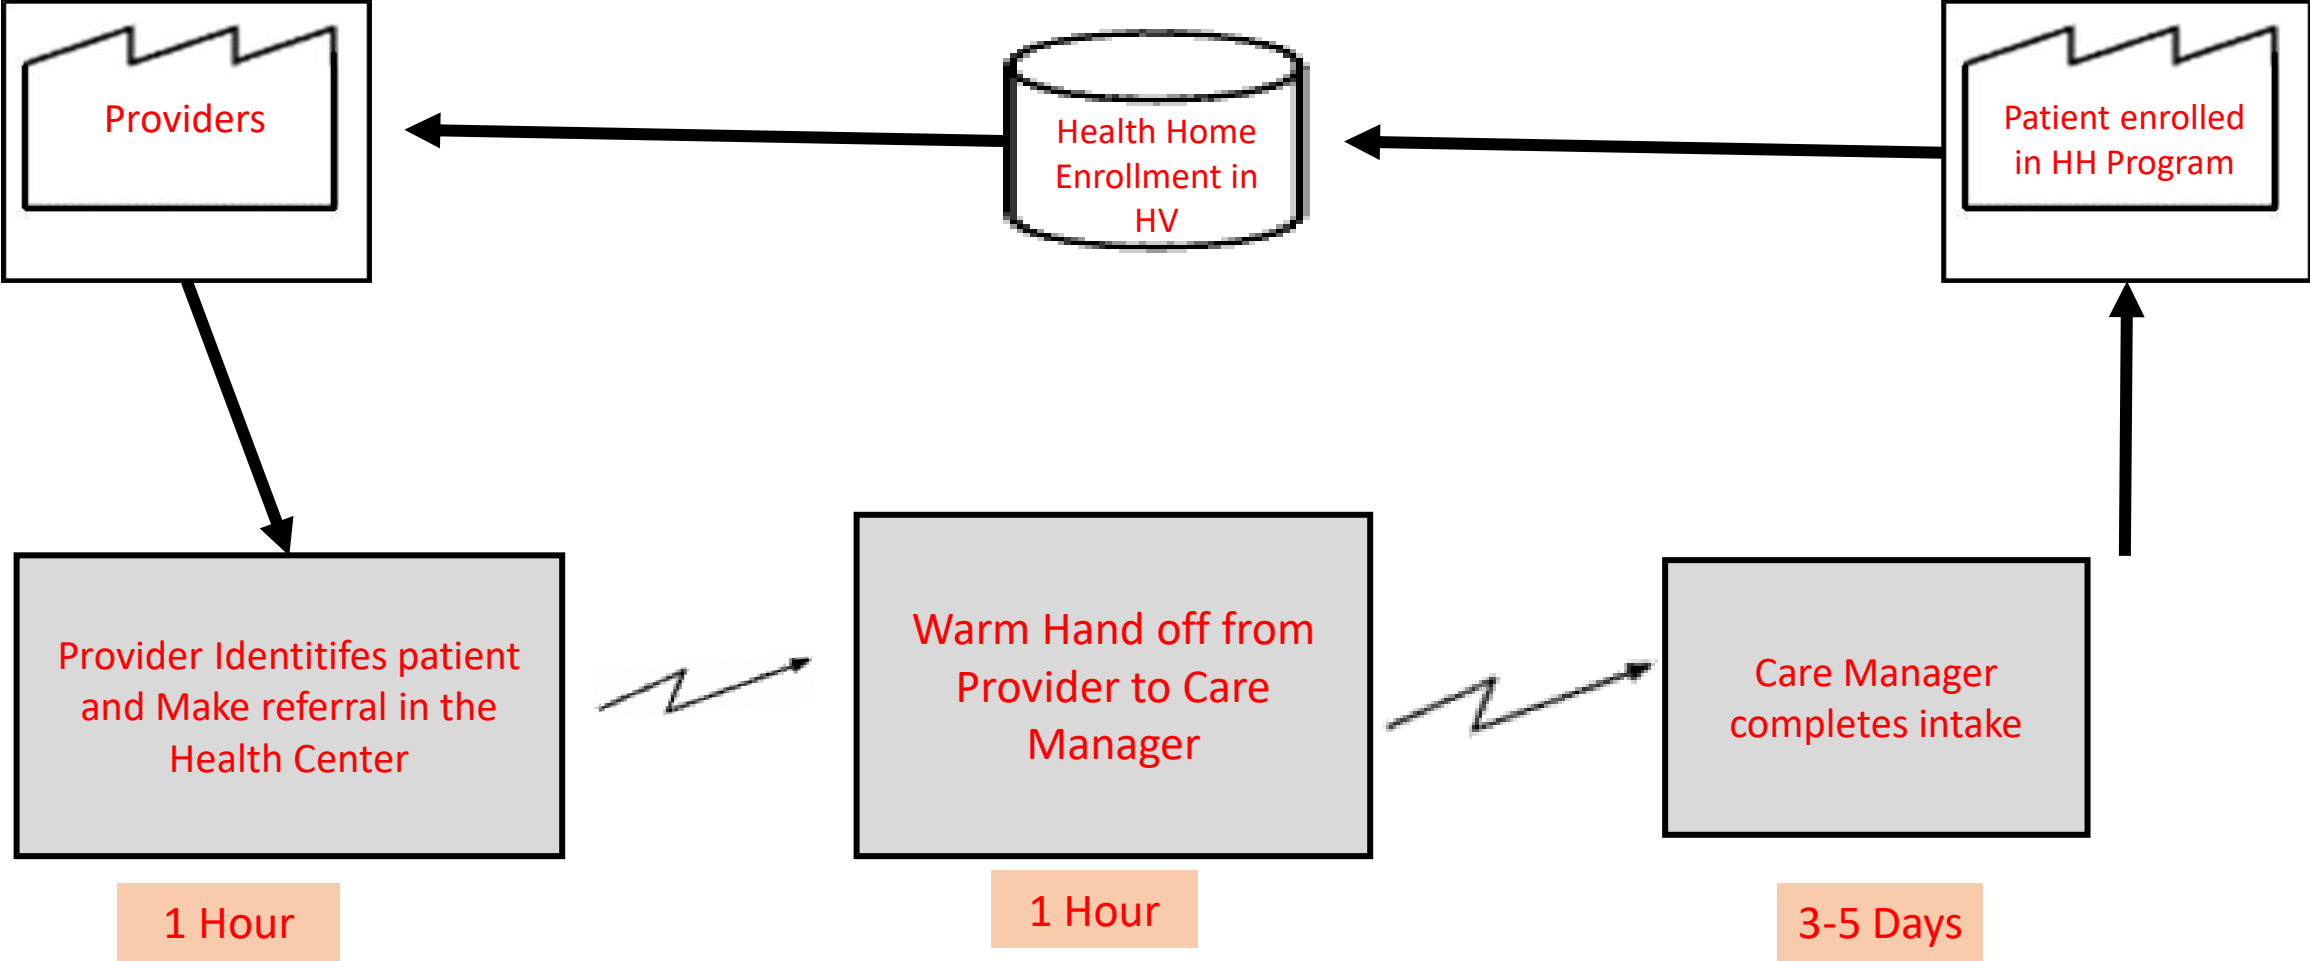 Providers
Health Home
Enrollment in
HV
Patient enrolled
in HH Program
Provider Identitifes patient
and Make referral in the
Health Center
Warm Hand off from
Provider to Care
Manager
Care Manager
completes intake
1 Hour
1 Hour
3-5 Days